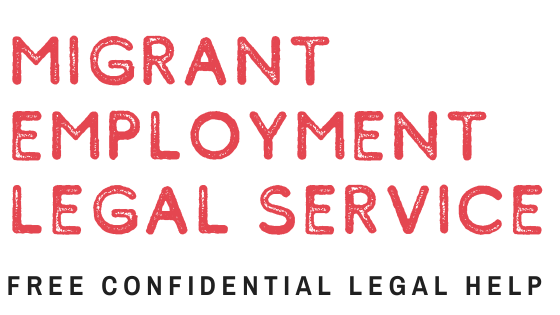 MIGRANT
EMPLOYMENT
LEGAL SERVICE
FREE CONFIDENTIAL LEGAL HELP